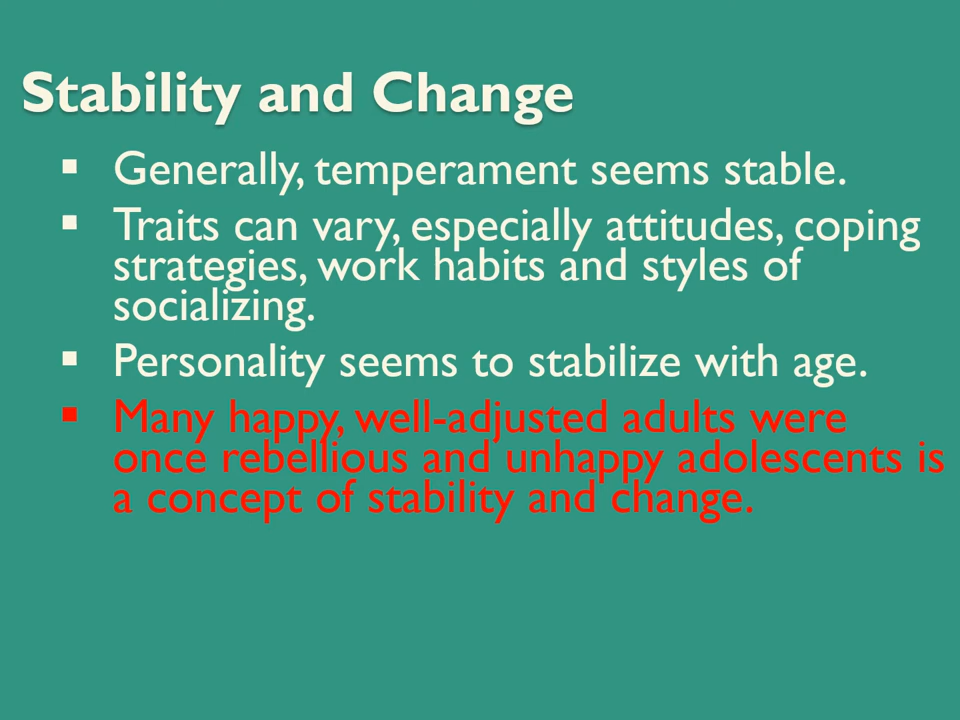 Stability and Change
▪ Generally, temperament seems stable.
▪ Traits can vary, especially attitudes, coping
strategies, work habits and styles of
socializing.
▪ Personality seems to stabilize with age.
▪ Many happy, well-adjusted adults were
once rebellious and unhappy adolescents is
a concept of stability and change.